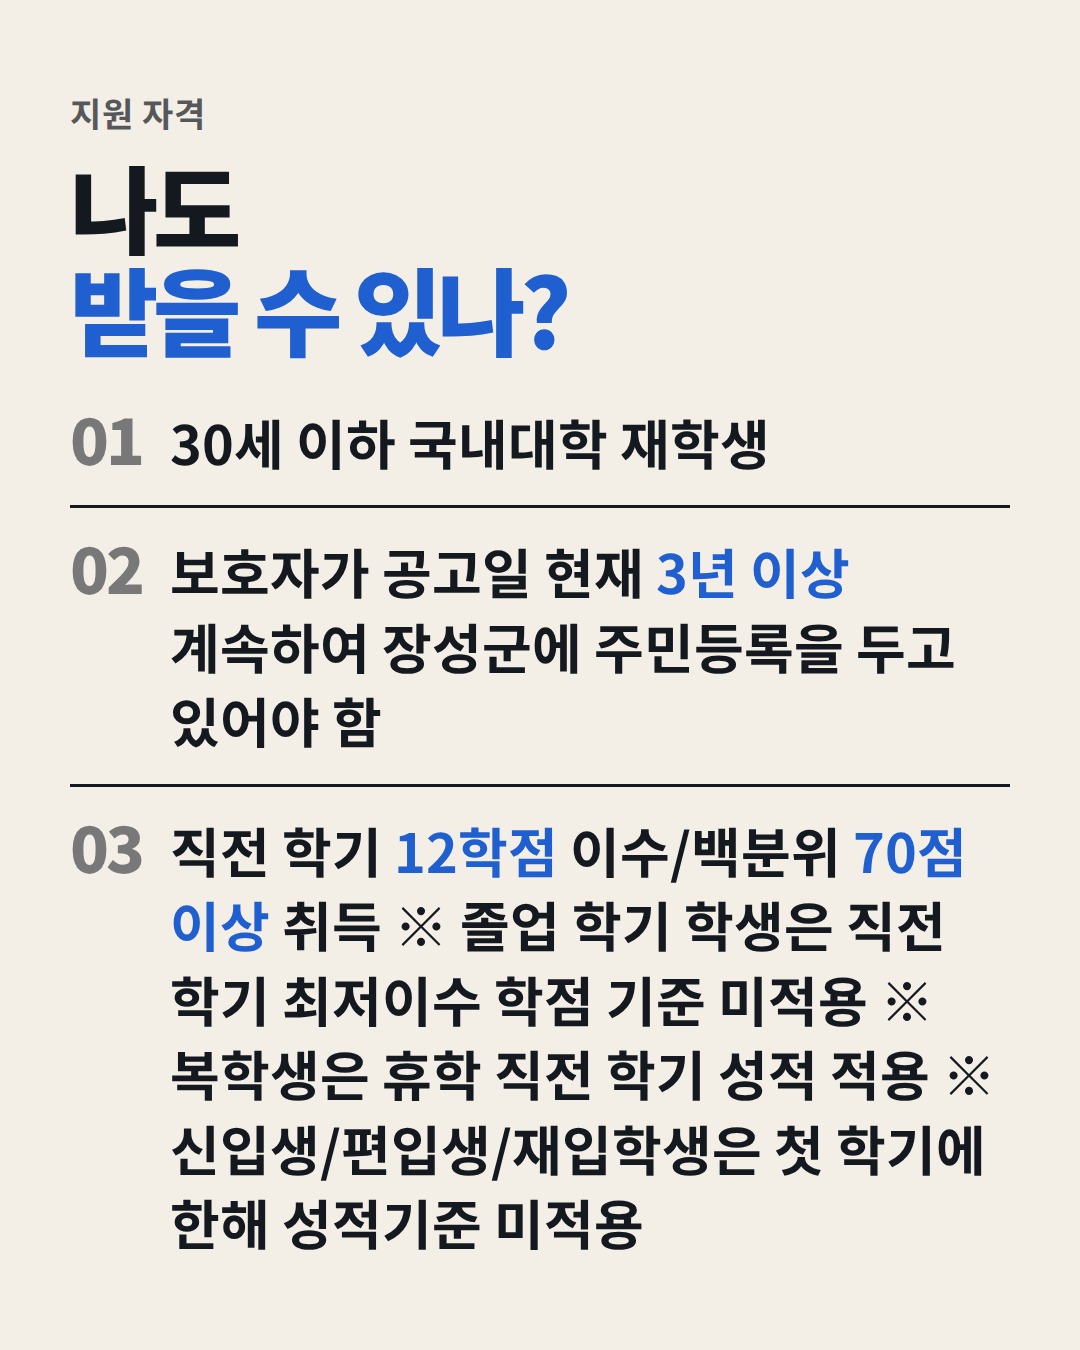 지원 자격
나도
받을 수 있나?
01 30세 이하 국내대학 재학생
02 보호자가 공고일 현재 3년 이상
계속하여 장성군에 주민등록을 두고
있어야 함
03 직전 학기 12학점 이수/백분위 70점
이상 취득 ※ 졸업 학기 학생은 직전
학기 최저이수 학점 기준 미적용 ※
복학생은 휴학 직전 학기 성적 적용 ※
신입생/편입생/재입학생은 첫 학기에
한해 성적기준 미적용